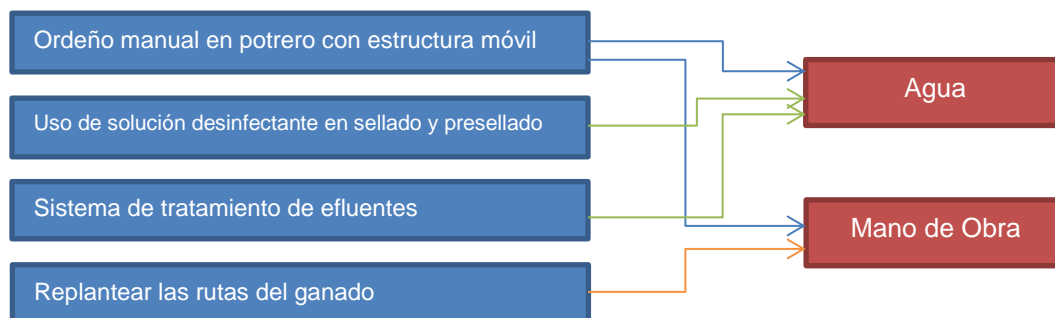 Ordeño manual en potrero con estructura móvil
Uso de solución desinfectante en sellado y presellado
Sistema de tratamiento de efluentes
Replantear las rutas del ganado
Agua
Mano de Obra